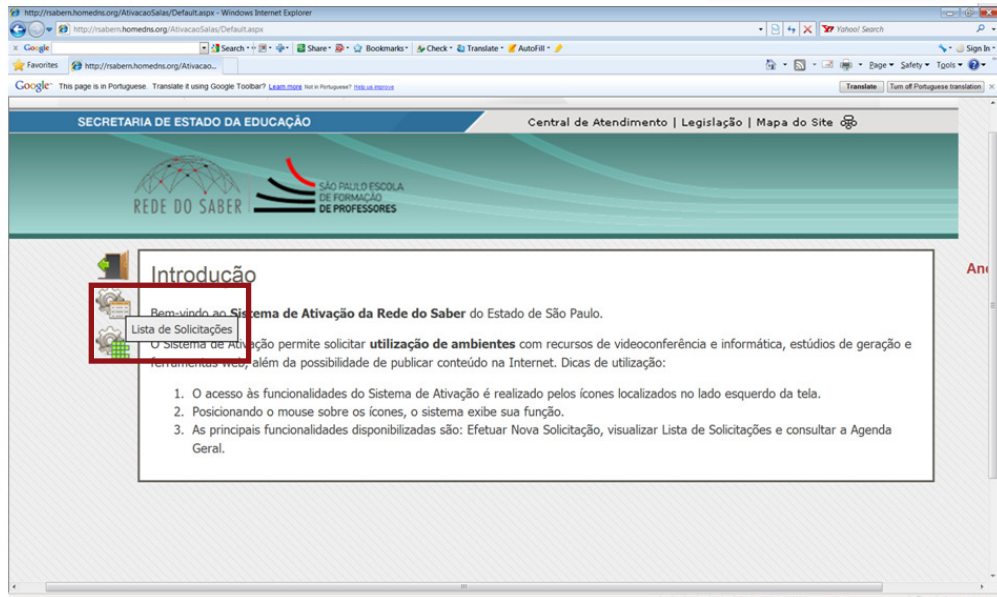 http://rsabern.homedns.org/AtivacaoSalas/Default.aspx - Windows Internet Explorer
http://rsabern.homedns.org/AtivacaoSalas/Default.aspx
Yahoo! Search
Google
Search
Share
Bookmarks
Check
Translate
AutoFill
Sign In
Favorites
http://rsabern.homedns.org/Ativacao...
Page
Safety
Tools
Google
This page is in Portuguese. Translate it using Google Toolbar? Learn more Not in Portuguese? Help us improve
Translate
Turn off Portuguese translation
SECRETARIA DE ESTADO DA EDUCAÇÃO
Central de Atendimento | Legislação | Mapa do Site
REDE DO SABER
SÃO PAULO ESCOLA
DE FORMAÇÃO
DE PROFESSORES
Introdução
Bem-vindo ao Sistema de Ativação da Rede do Saber do Estado de São Paulo.
Lista de Solicitações
O Sistema de Ativação permite solicitar utilização de ambientes com recursos de videoconferência e informática, estúdios de geração e
ferramentas web, além da possibilidade de publicar conteúdo na Internet. Dicas de utilização:
1. O acesso às funcionalidades do Sistema de Ativação é realizado pelos ícones localizados no lado esquerdo da tela.
2. Posicionando o mouse sobre os ícones, o sistema exibe sua função.
3. As principais funcionalidades disponibilizadas são: Efetuar Nova Solicitação, visualizar Lista de Solicitações e consultar a Agenda
Geral.